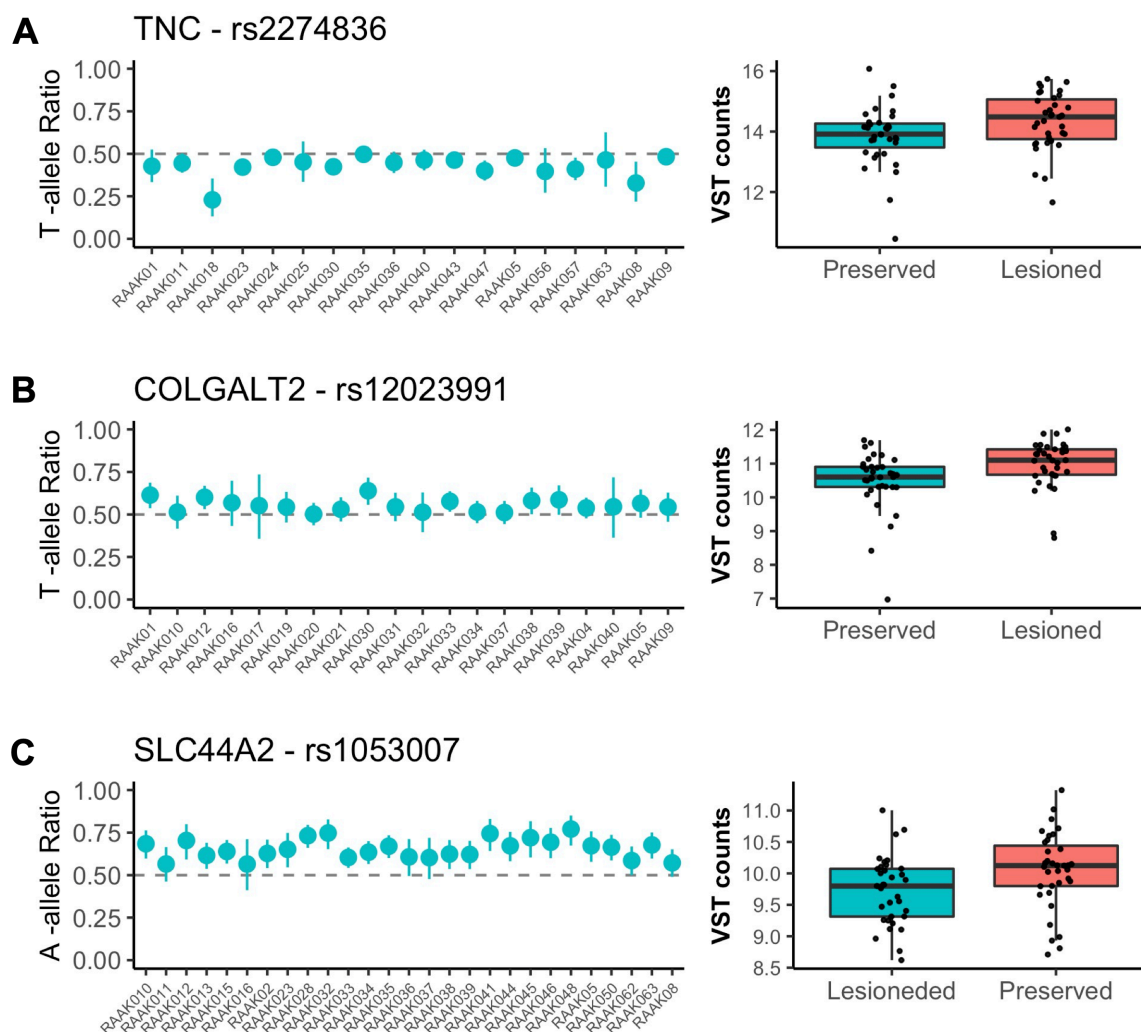 A
TNC - rs2274836
T -allele Ratio
1.00
0.75
0.50
0.25
0.00
RAAK01 RAAK011 RAAK018 RAAK023 RAAK024 RAAK025 RAAK030 RAAK035 RAAK036 RAAK040 RAAK043 RAAK047 RAAK05 RAAK056 RAAK057 RAAK063 RAAK08 RAAK09
VST counts
16
14
12
Preserved Lesioned
B
COLGALT2 - rs12023991
T -allele Ratio
1.00
0.75
0.50
0.25
0.00
RAAK01 RAAK010 RAAK012 RAAK016 RAAK017 RAAK019 RAAK020 RAAK021 RAAK030 RAAK031 RAAK032 RAAK033 RAAK034 RAAK037 RAAK038 RAAK039 RAAK04 RAAK040 RAAK05 RAAK09
VST counts
12
11
10
9
8
7
Preserved Lesioned
C
SLC44A2 - rs1053007
A -allele Ratio
1.00
0.75
0.50
0.25
0.00
RAAK010 RAAK011 RAAK012 RAAK013 RAAK015 RAAK016 RAAK02 RAAK023 RAAK028 RAAK032 RAAK033 RAAK034 RAAK035 RAAK036 RAAK037 RAAK038 RAAK039 RAAK041 RAAK044 RAAK045 RAAK046 RAAK048 RAAK05 RAAK050 RAAK062 RAAK063 RAAK08
VST counts
11.0
10.5
10.0
9.5
9.0
8.5
Lesioneded Preserved